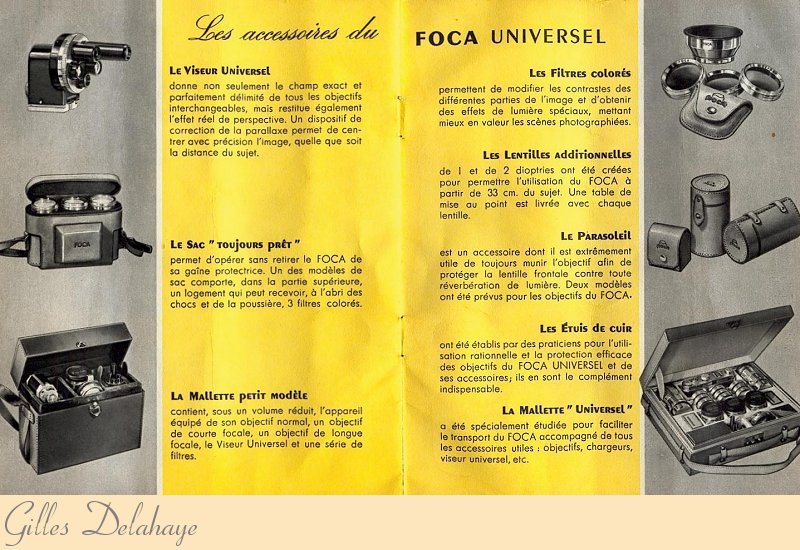 Les accessoires du FOCA UNIVERSEL
Le Viseur Universel
donne non seulement le champ exact et
parfaitement délimité de tous les objectifs
interchangeables, mais restitue également
l'effet réel de perspective. Un dispositif de
correction de la parallaxe permet de cen-
trer avec précision l'image, quelle que soit
la distance du sujet.
Le Sac "toujours prêt"
permet d'opérer sans retirer le FOCA de
sa gaîne protectrice. Un des modèles de
sac comporte, dans la partie supérieure,
un logement qui peut recevoir, à l'abri des
chocs et de la poussière, 3 filtres colorés.
La Mallette petit modèle
contient, sous un volume réduit, l'appareil
équipé de son objectif normal, un objectif
de courte focale, un objectif de longue
focale, le Viseur Universel et une série de
filtres.
Les Filtres colorés
permettent de modifier les contrastes des
différentes parties de l'image et d'obtenir
des effets de lumière spéciaux, mettant
mieux en valeur les scènes photographiées.
Les Lentilles additionnelles
de 1 et de 2 dioptries ont été créées
pour permettre l'utilisation du FOCA à
partir de 33 cm. du sujet. Une table de
mise au point est livrée avec chaque
lentille.
Le Parasoleil
est un accessoire dont il est extrêmement
utile de toujours munir l'objectif afin de
protéger la lentille frontale contre toute
réverbération de lumière. Deux modèles
ont été prévus pour les objectifs du FOCA.
Les Étuis de cuir
ont été établis par des praticiens pour l'utili-
sation rationnelle et la protection efficace
des objectifs du FOCA UNIVERSEL et de
ses accessoires; ils en sont le complément
indispensable.
La Mallette "Universel"
a été spécialement étudiée pour faciliter
le transport du FOCA accompagné de tous
les accessoires utiles : objectifs, chargeurs,
viseur universel, etc.
FOCA
Gilles Delahaye